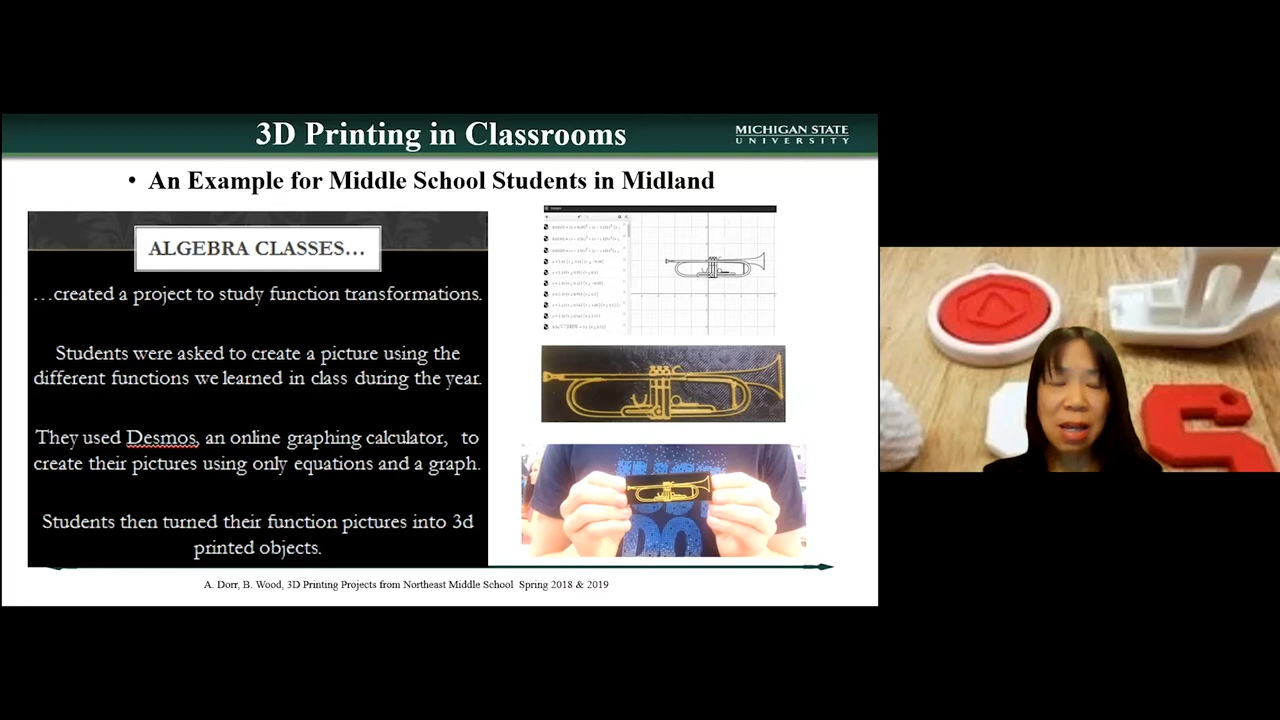 3D Printing in Classrooms
MICHIGAN STATE
UNIVERSITY
• An Example for Middle School Students in Midland
ALGEBRA CLASSES…
…created a project to study function transformations.
Students were asked to create a picture using the
different functions we learned in class during the year.
They used Desmos, an online graphing calculator, to
create their pictures using only equations and a graph.
Students then turned their function pictures into 3d
printed objects.
A. Dorr, B. Wood, 3D Printing Projects from Northeast Middle School Spring 2018 & 2019